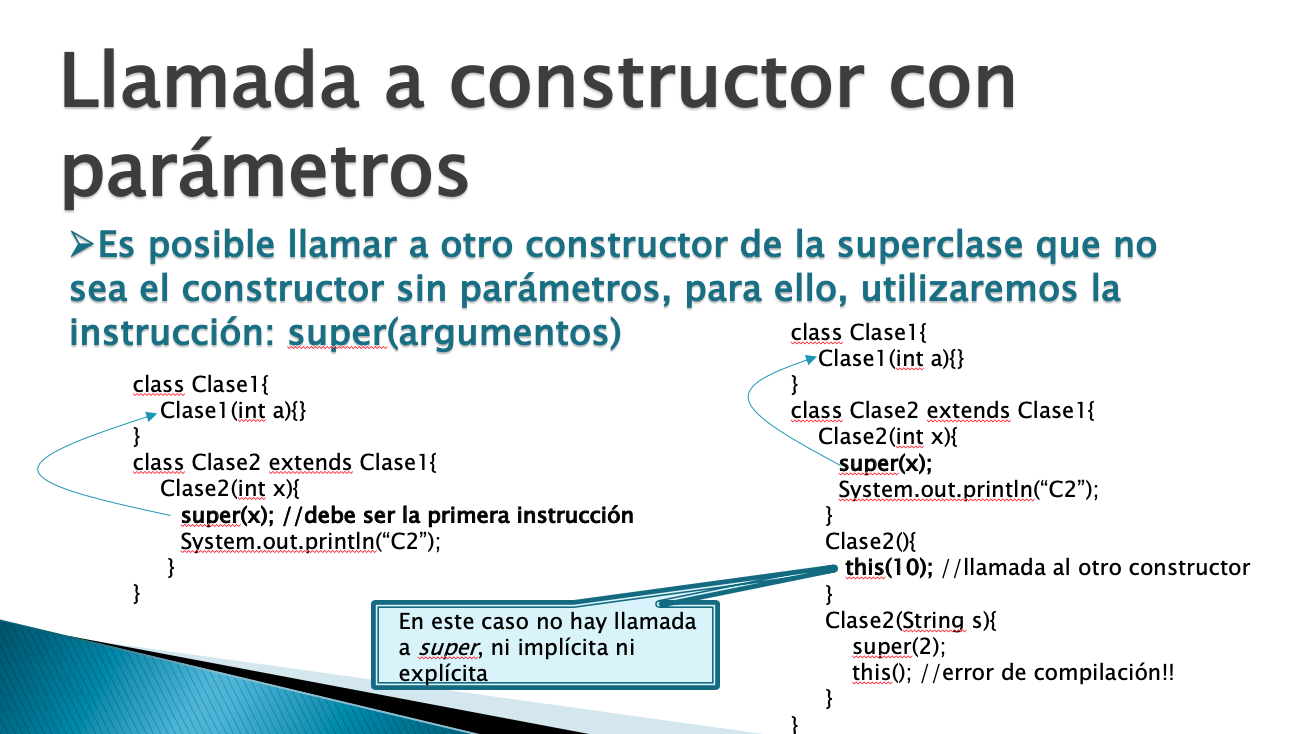 Llamada a constructor con
parámetros
➢Es posible llamar a otro constructor de la superclase que no
sea el constructor sin parámetros, para ello, utilizaremos la
instrucción: super(argumentos)
class Clase1{
Clase1(int a){}
}
class Clase2 extends Clase1{
Clase2(int x){
super(x); //debe ser la primera instrucción
System.out.println(“C2”);
}
}
class Clase1{
Clase1(int a){}
}
class Clase2 extends Clase1{
Clase2(int x){
super(x);
System.out.println(“C2”);
}
Clase2(){
this(10); //llamada al otro constructor
}
Clase2(String s){
super(2);
this(); //error de compilación!!
}
}
En este caso no hay llamada
a super, ni implícita ni
explícita